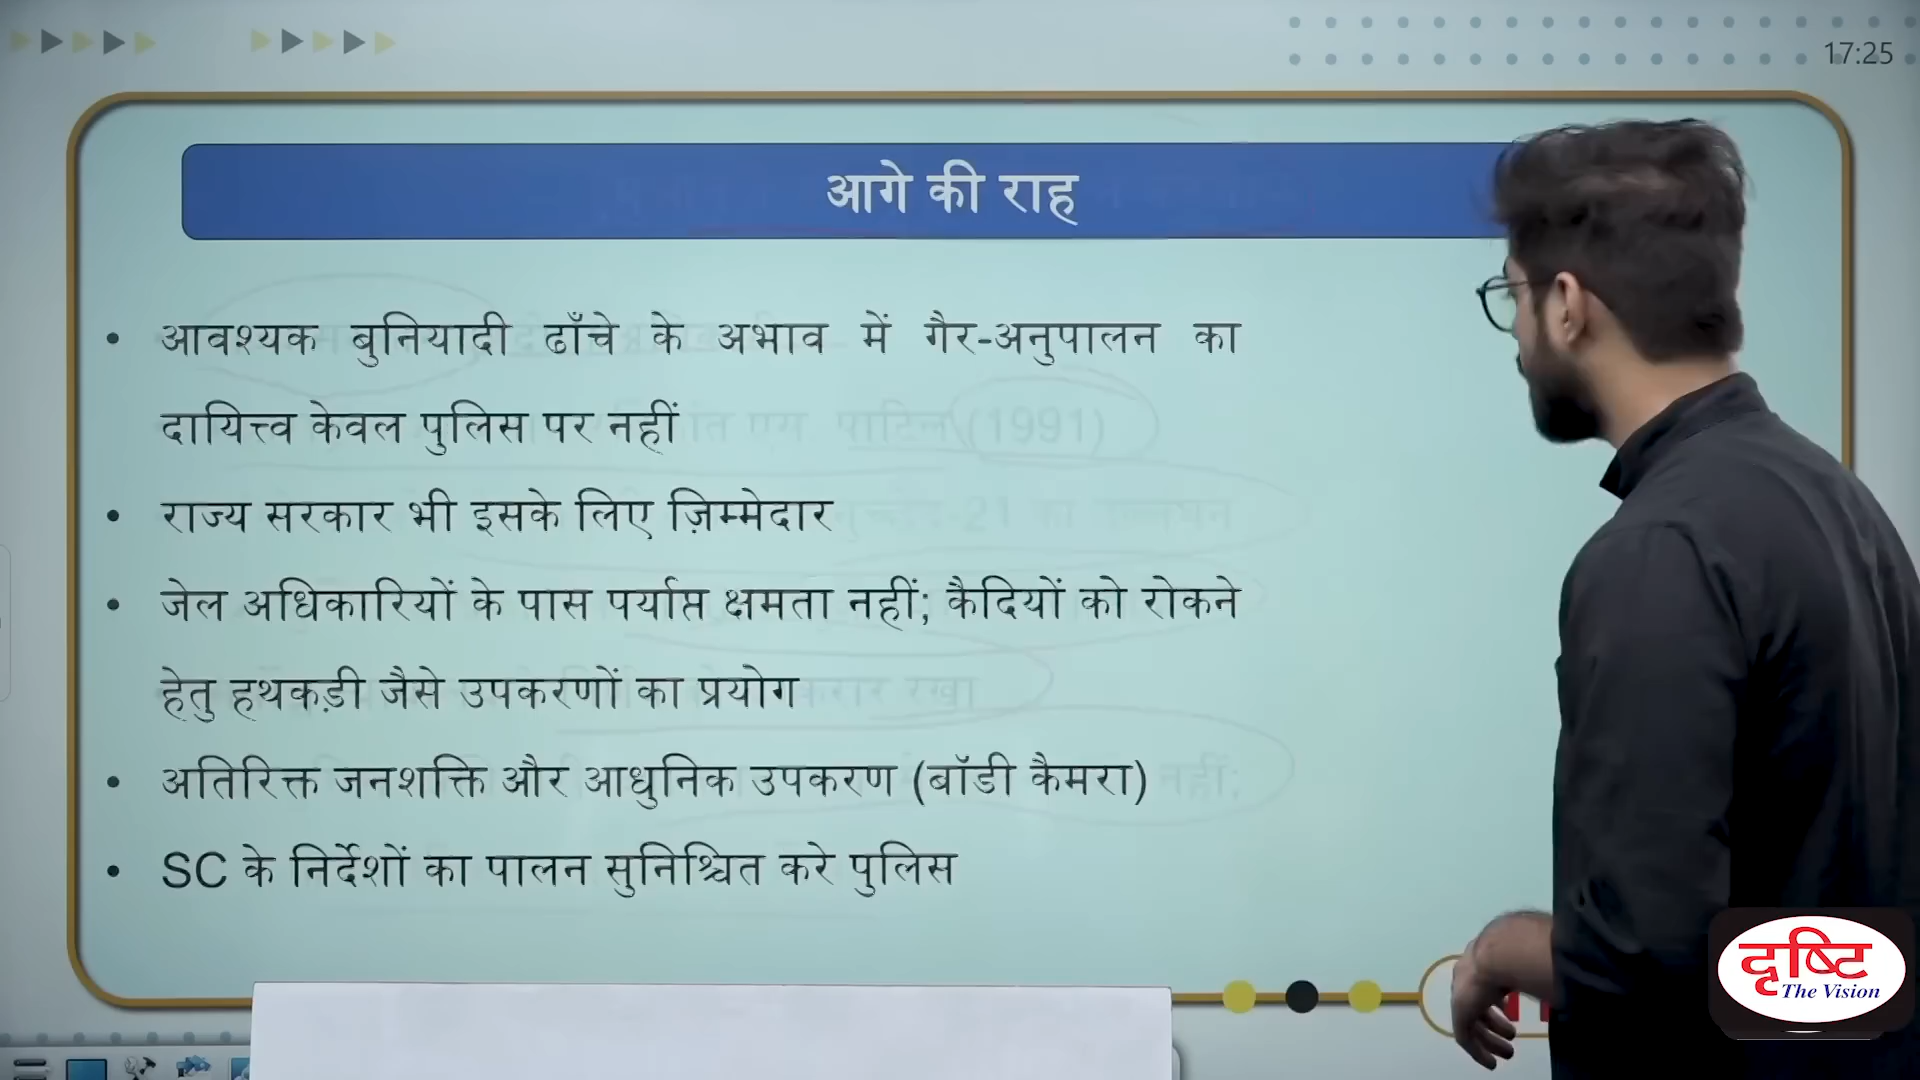 17:25
आगे की राह
• आवश्यक बुनियादी ढाँचे के अभाव में गैर-अनुपालन का
दायित्त्व केवल पुलिस पर नहीं
• राज्य सरकार भी इसके लिए ज़िम्मेदार
• जेल अधिकारियों के पास पर्याप्त क्षमता नहीं; कैदियों को रोकने
हेतु हथकड़ी जैसे उपकरणों का प्रयोग
• अतिरिक्त जनशक्ति और आधुनिक उपकरण (बॉडी कैमरा)
• SC के निर्देशों का पालन सुनिश्चित करे पुलिस
दृष्टि
The Vision